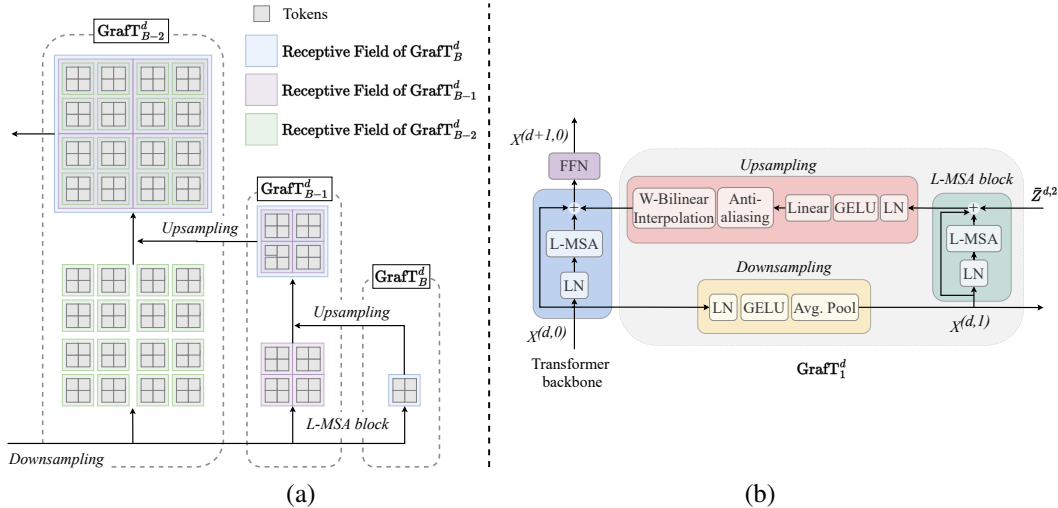 GrafT^d_{B−2}
Tokens
Receptive Field of GrafT^d_B
Receptive Field of GrafT^d_{B−1}
Receptive Field of GrafT^d_{B−2}
GrafT^d_{B−1}
Upsampling
GrafT^d_B
Upsampling
L-MSA block
Downsampling
(a)
X^(d+1,0)
FFN
Upsampling
L-MSA block
W-Bilinear
Interpolation
Anti-
aliasing
Linear
GELU
LN
+
+
Z̄^{d,2}
L-MSA
L-MSA
LN
LN
Downsampling
LN
GELU
Avg. Pool
X^(d,0)
X^(d,1)
Transformer
backbone
GrafT^d_1
(b)